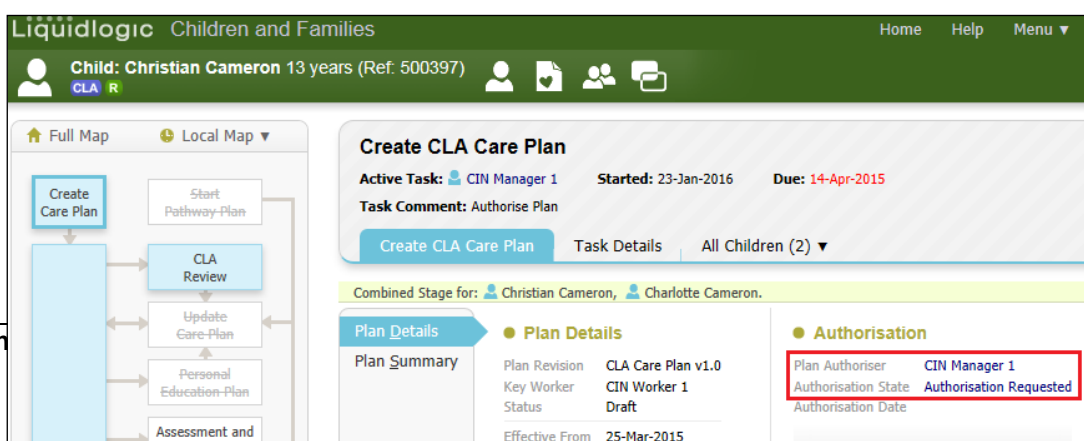 Liquidlogic Children and Families
Home Help Menu ▼
Child: Christian Cameron 13 years (Ref: 500397)
CLA R
Full Map Local Map ▼
Create
Care Plan
Start
Pathway Plan
CLA
Review
Update
Care Plan
Personal
Education Plan
Assessment and
Create CLA Care Plan
Active Task: CIN Manager 1 Started: 23-Jan-2016 Due: 14-Apr-2015
Task Comment: Authorise Plan
Create CLA Care Plan Task Details All Children (2) ▼
Combined Stage for: Christian Cameron, Charlotte Cameron.
Plan Details
Plan Summary
Plan Details
Plan Revision CLA Care Plan v1.0
Key Worker CIN Worker 1
Status Draft
Effective From 25-Mar-2015
Authorisation
Plan Authoriser CIN Manager 1
Authorisation State Authorisation Requested
Authorisation Date